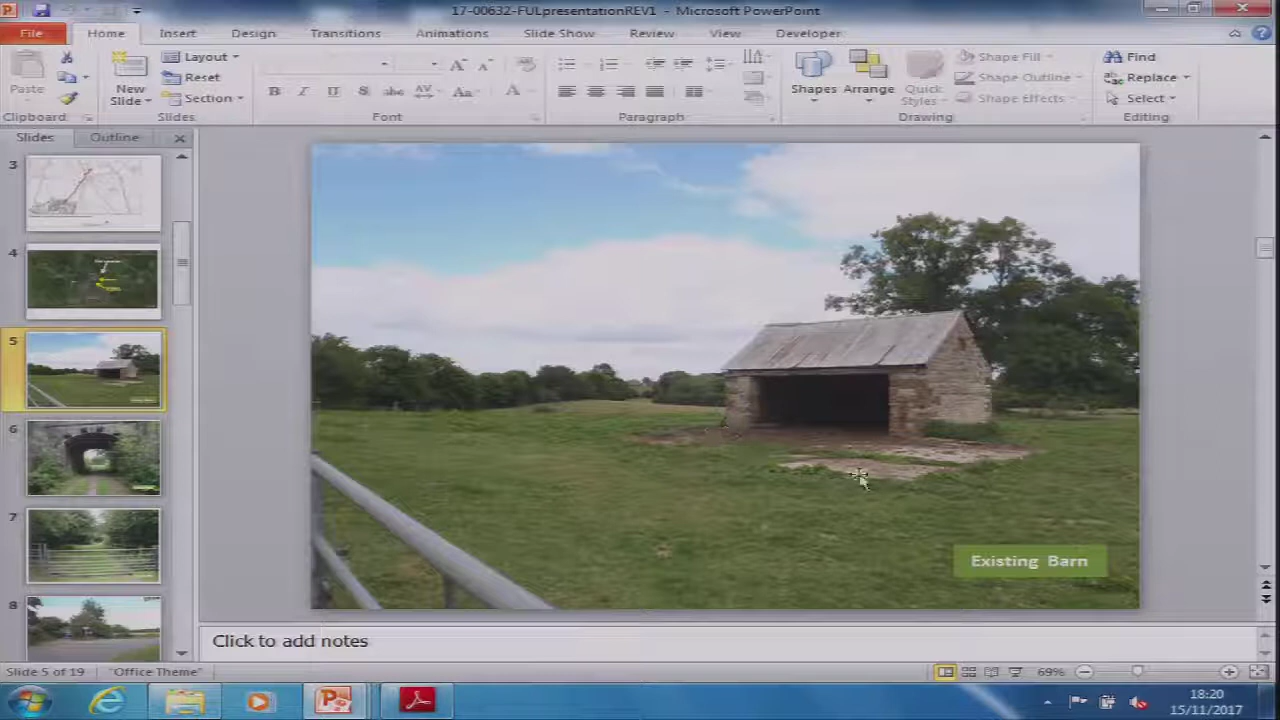 17-00632-FULpresentationREV1 - Microsoft PowerPoint
File Home Insert Design Transitions Animations Slide Show Review View Developer
Paste
New Slide
Layout
Reset
Section
Shapes
Arrange
Quick Styles
Shape Fill
Shape Outline
Shape Effects
Find
Replace
Select
Clipboard Slides Font Paragraph Drawing Editing
Slides Outline
3
4
5
6
7
8
Existing Barn
Click to add notes
Slide 5 of 19 "Office Theme" 69%
18:20
15/11/2017